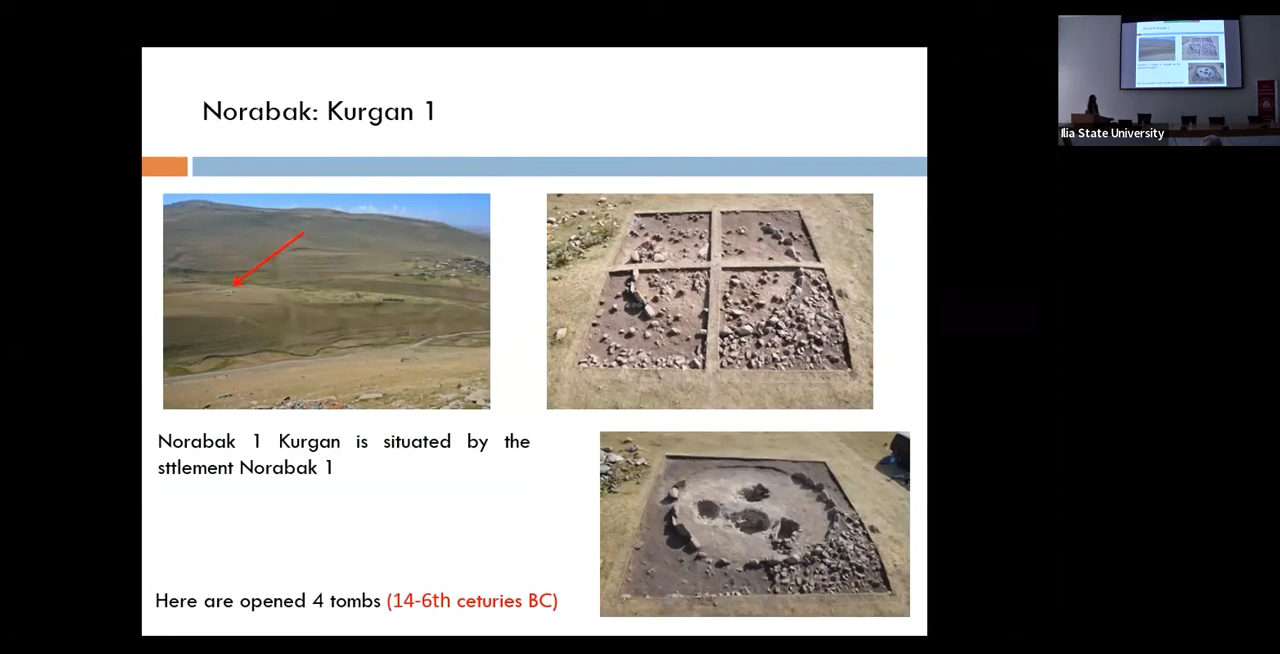 Norabak: Kurgan 1
Norabak 1 Kurgan is situated by the
sttlement Norabak 1
Here are opened 4 tombs (14-6th ceturies BC)
Ilia State University